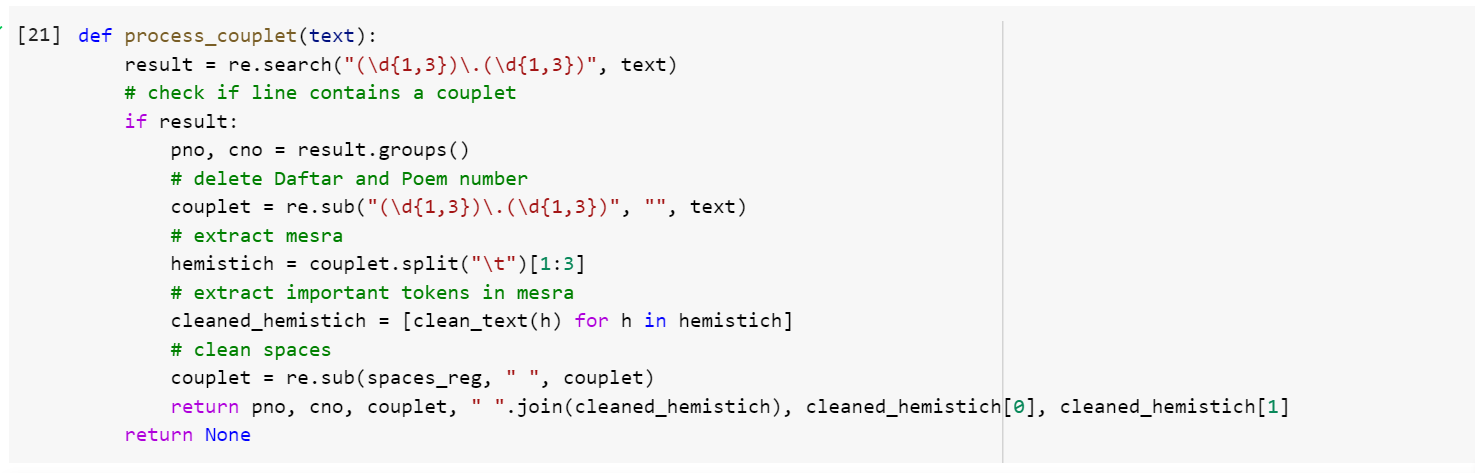 [21] def process_couplet(text):
    result = re.search("(\d{1,3})\.(\d{1,3})", text)
    # check if line contains a couplet
    if result:
        pno, cno = result.groups()
        # delete Daftar and Poem number
        couplet = re.sub("(\d{1,3})\.(\d{1,3})", "", text)
        # extract mesra
        hemistich = couplet.split("\t")[1:3]
        # extract important tokens in mesra
        cleaned_hemistich = [clean_text(h) for h in hemistich]
        # clean spaces
        couplet = re.sub(spaces_reg, " ", couplet)
        return pno, cno, couplet, " ".join(cleaned_hemistich), cleaned_hemistich[0], cleaned_hemistich[1]
    return None